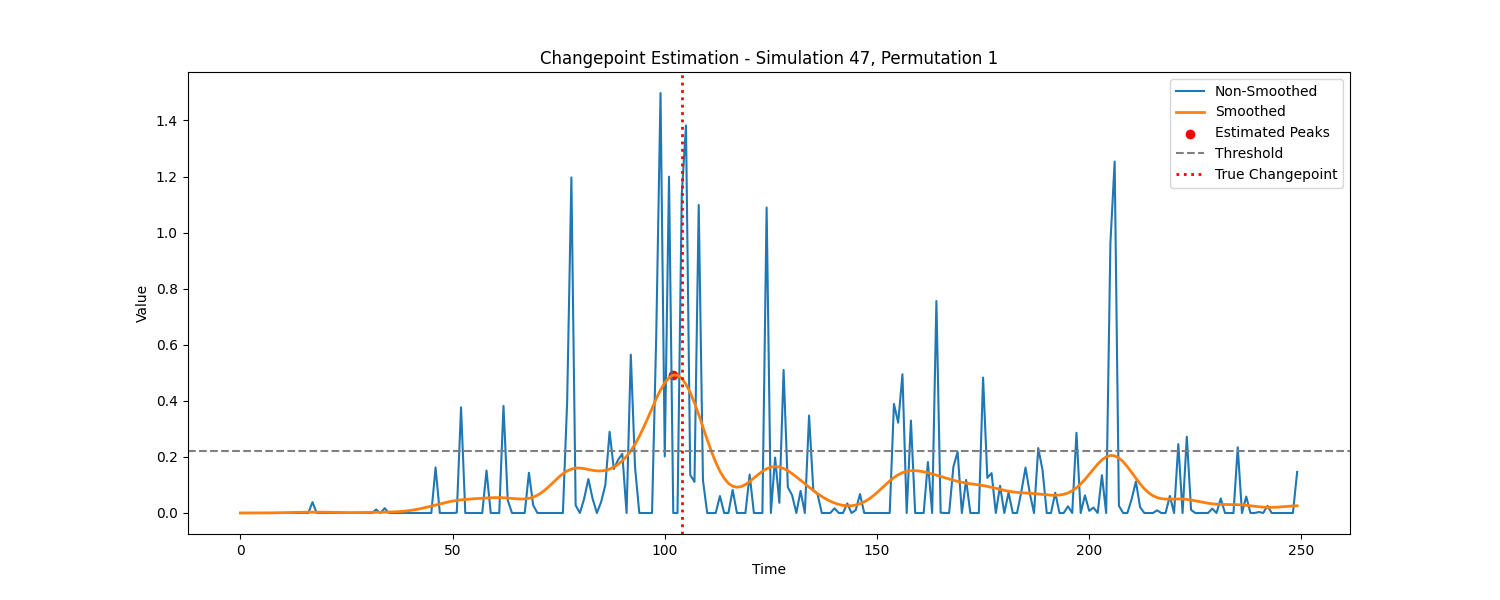 Changepoint Estimation - Simulation 47, Permutation 1
Non-Smoothed
Smoothed
Estimated Peaks
Threshold
True Changepoint
1.4
1.2
1.0
0.8
0.6
0.4
0.2
0.0
Value
0 50 100 150 200 250
Time